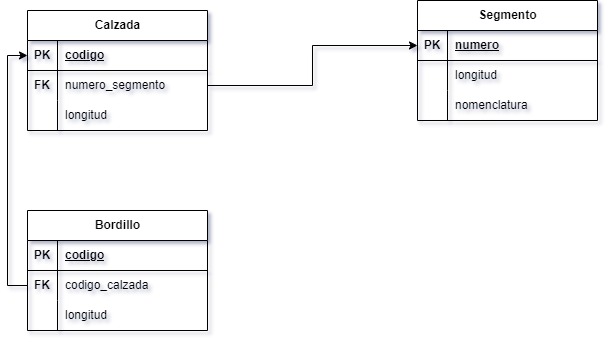 Calzada
PK codigo
FK numero_segmento
longitud
Segmento
PK numero
longitud
nomenclatura
Bordillo
PK codigo
FK codigo_calzada
longitud